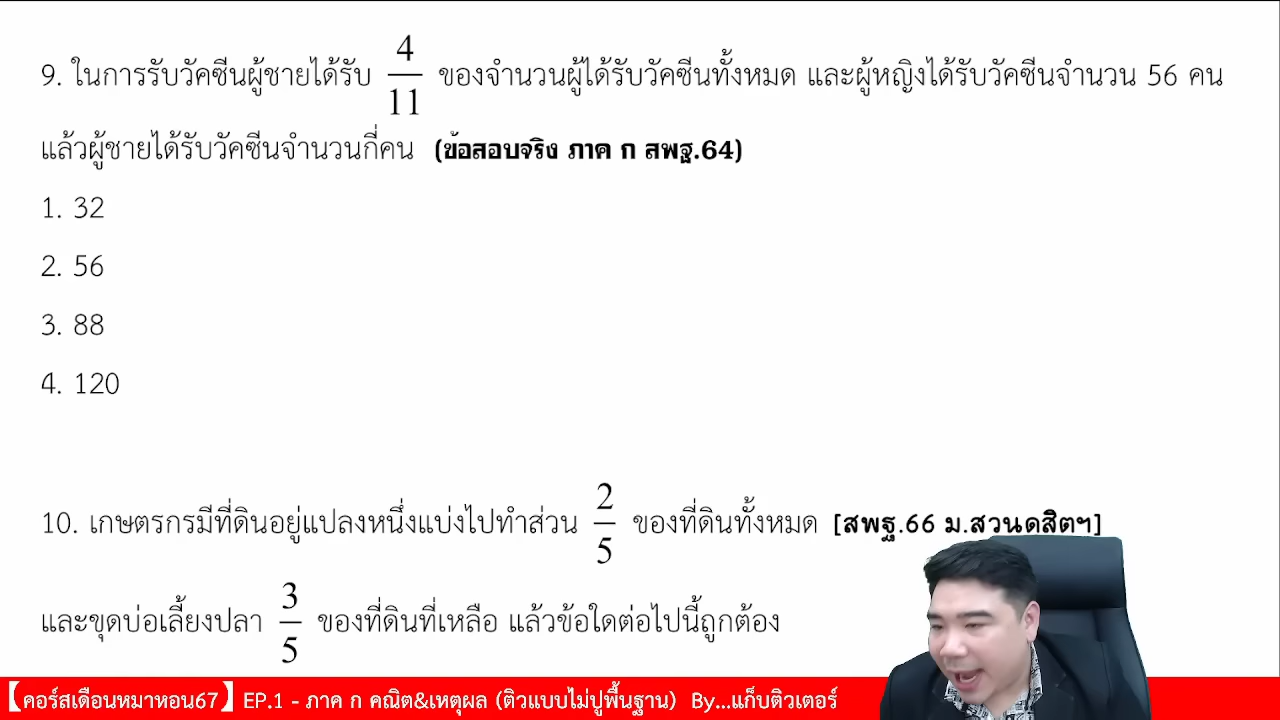 9. ในการรับวัคซีนผู้ชายได้รับ 4/11 ของจำนวนผู้ได้รับวัคซีนทั้งหมด และผู้หญิงได้รับวัคซีนจำนวน 56 คน
แล้วผู้ชายได้รับวัคซีนจำนวนกี่คน (ข้อสอบจริง ภาค ก สพฐ.64)
1. 32
2. 56
3. 88
4. 120
10. เกษตรกรมีที่ดินอยู่แปลงหนึ่งแบ่งไปทำส่วน 2/5 ของที่ดินทั้งหมด [สพฐ.66 ม.สวนดุสิตฯ]
และขุดบ่อเลี้ยงปลา 3/5 ของที่ดินที่เหลือ แล้วข้อใดต่อไปนี้ถูกต้อง
【คอร์สเดือนหมาหอน67】 EP.1 - ภาค ก คณิต&เหตุผล (ติวแบบไม่ปูพื้นฐาน) By...แก็บติวเตอร์